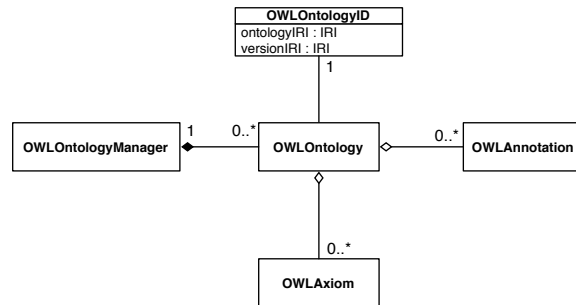 OWLOntologyID
ontologyIRI : IRI
versionIRI : IRI
1
1
0..*
0..*
OWLOntologyManager
OWLOntology
OWLAnnotation
0..*
OWLAxiom